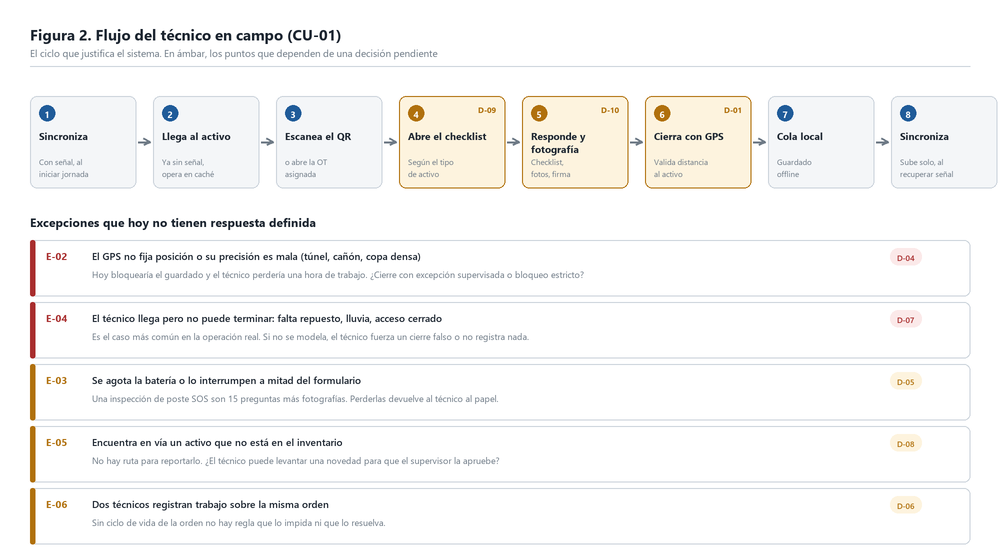 Figura 2. Flujo del técnico en campo (CU-01)
El ciclo que justifica el sistema. En ámbar, los puntos que dependen de una decisión pendiente
1
Sincroniza
Con señal, al
iniciar jornada
2
Llega al activo
Ya sin señal,
opera en caché
3
Escanea el QR
o abre la OT
asignada
4
D-09
Abre el checklist
Según el tipo
de activo
5
D-10
Responde y
fotografía
Checklist,
fotos, firma
6
D-01
Cierra con GPS
Valida distancia
al activo
7
Cola local
Guardado
offline
8
Sincroniza
Sube solo, al
recuperar señal
Excepciones que hoy no tienen respuesta definida
E-02
El GPS no fija posición o su precisión es mala (túnel, cañón, copa densa)
D-04
Hoy bloquearía el guardado y el técnico perdería una hora de trabajo. ¿Cierre con excepción supervisada o bloqueo estricto?
E-04
El técnico llega pero no puede terminar: falta repuesto, lluvia, acceso cerrado
D-07
Es el caso más común en la operación real. Si no se modela, el técnico fuerza un cierre falso o no registra nada.
E-03
Se agota la batería o lo interrumpen a mitad del formulario
D-05
Una inspección de poste SOS son 15 preguntas más fotografías. Perderlas devuelve al técnico al papel.
E-05
Encuentra en vía un activo que no está en el inventario
D-08
No hay ruta para reportarlo. ¿El técnico puede levantar una novedad para que el supervisor la apruebe?
E-06
Dos técnicos registran trabajo sobre la misma orden
D-06
Sin ciclo de vida de la orden no hay regla que lo impida ni que lo resuelva.